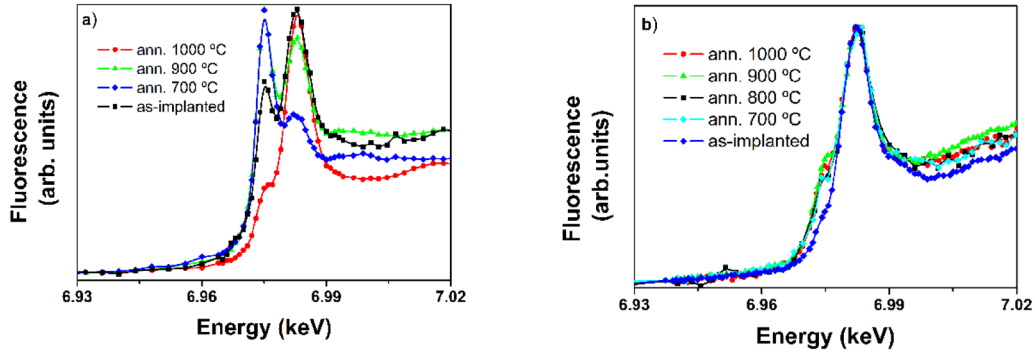 a)
ann. 1000 ºC
ann. 900 ºC
ann. 700 ºC
as-implanted
Fluorescence
(arb. units)
6.93
6.96
6.99
7.02
Energy (keV)
b)
ann. 1000 ºC
ann. 900 ºC
ann. 800 ºC
ann. 700 ºC
as-implanted
Fluorescence
(arb.units)
6.93
6.96
6.99
7.02
Energy (keV)